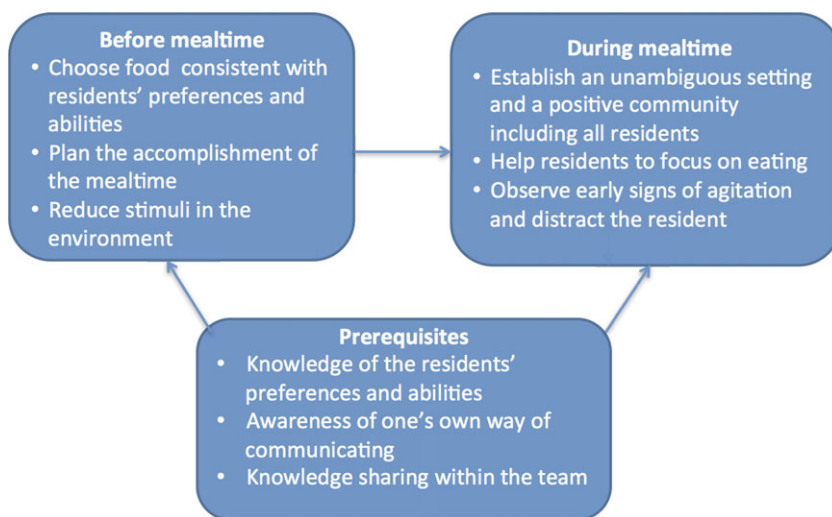 Before mealtime
• Choose food consistent with
residents’ preferences and
abilities
• Plan the accomplishment of
the mealtime
• Reduce stimuli in the
environment
During mealtime
• Establish an unambiguous setting
and a positive community
including all residents
• Help residents to focus on eating
• Observe early signs of agitation
and distract the resident
Prerequisites
• Knowledge of the residents’
preferences and abilities
• Awareness of one’s own way of
communicating
• Knowledge sharing within the team